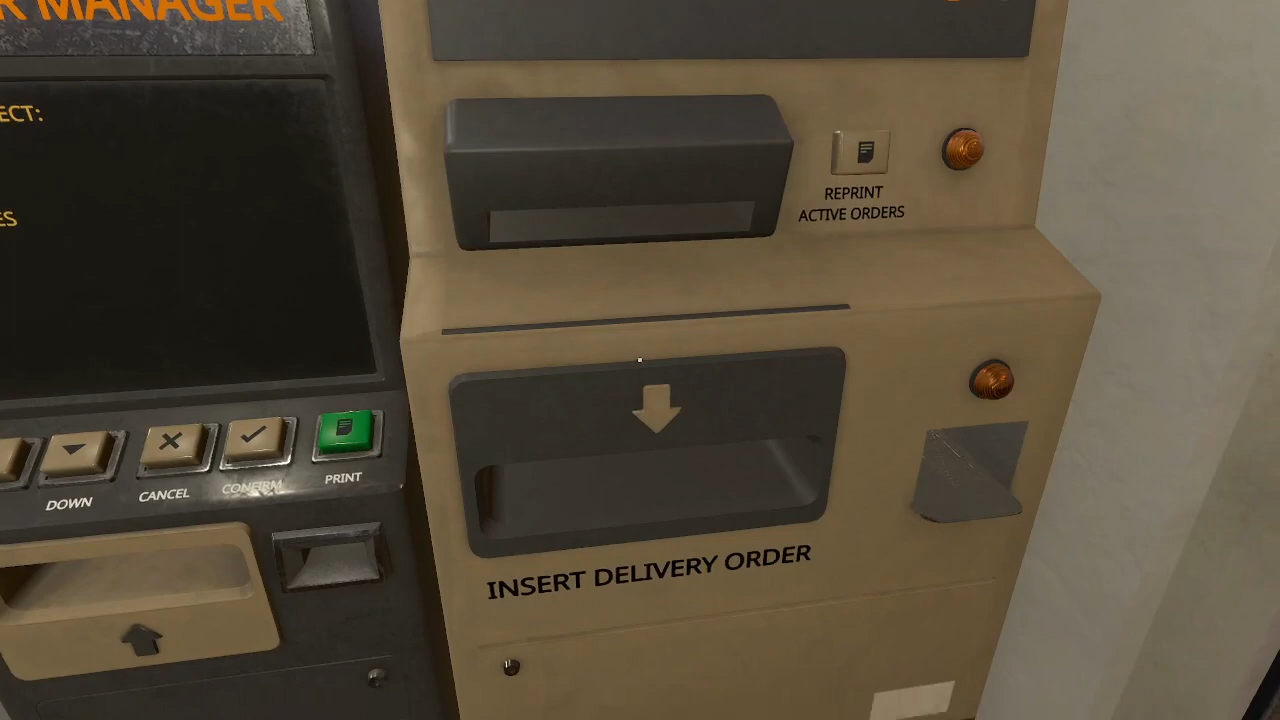 R MANAGER
ECT:
ES
DOWN
CANCEL
CONFIRM
PRINT
REPRINT
ACTIVE ORDERS
INSERT DELIVERY ORDER